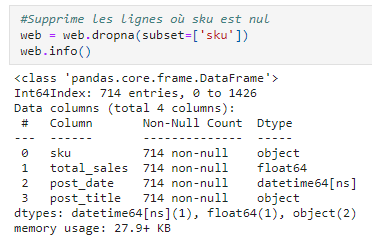 #Supprime les lignes où sku est nul
web = web.dropna(subset=['sku'])
web.info()
<class 'pandas.core.frame.DataFrame'>
Int64Index: 714 entries, 0 to 1426
Data columns (total 4 columns):
 #   Column       Non-Null Count  Dtype
---  ------       --------------  -----
 0   sku          714 non-null    object
 1   total_sales  714 non-null    float64
 2   post_date    714 non-null    datetime64[ns]
 3   post_title   714 non-null    object
dtypes: datetime64[ns](1), float64(1), object(2)
memory usage: 27.9+ KB